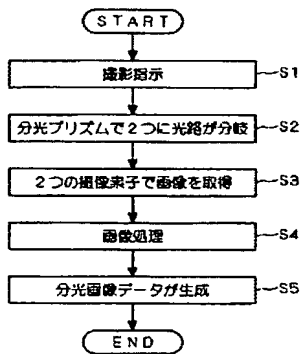 START
撮影指示
S1
分光プリズムで2つに光路が分岐
S2
2つの撮像素子で画像を取得
S3
画像処理
S4
分光画像データが生成
S5
END